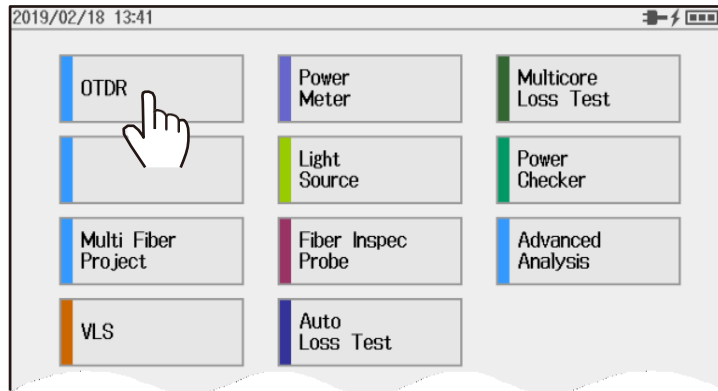 2019/02/18 13:41
OTDR
Power
Meter
Multicore
Loss Test
Light
Source
Power
Checker
Multi Fiber
Project
Fiber Inspec
Probe
Advanced
Analysis
VLS
Auto
Loss Test